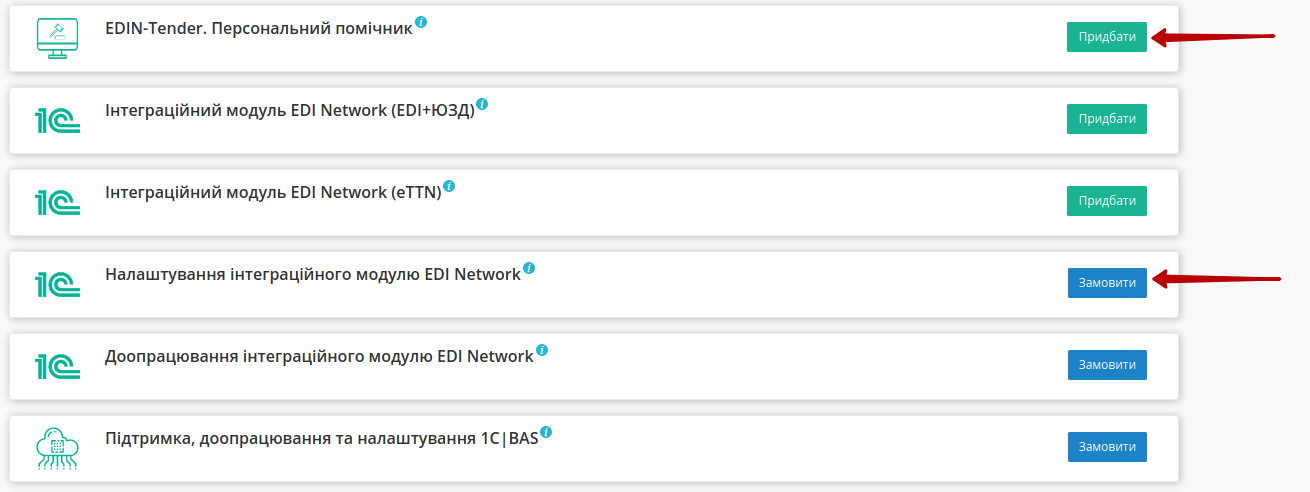 EDIN-Tender. Персональний помічник i
Придбати
1С Інтеграційний модуль EDI Network (EDI+ЮЗД) i
Придбати
1С Інтеграційний модуль EDI Network (eTTN) i
Придбати
1С Налаштування інтеграційного модулю EDI Network i
Замовити
1С Доопрацювання інтеграційного модулю EDI Network i
Замовити
Підтримка, доопрацювання та налаштування 1С|BAS i
Замовити